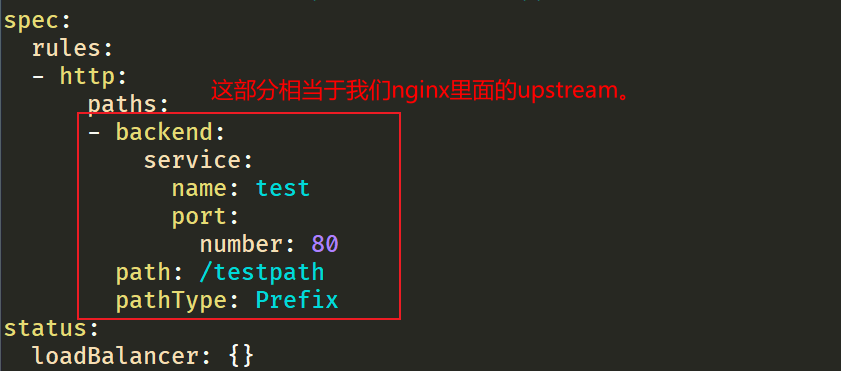 spec:
  rules:
  - http:
这部分相当于我们nginx里面的upstream。
      paths:
      - backend:
          service:
            name: test
            port:
              number: 80
        path: /testpath
        pathType: Prefix
status:
  loadBalancer: {}